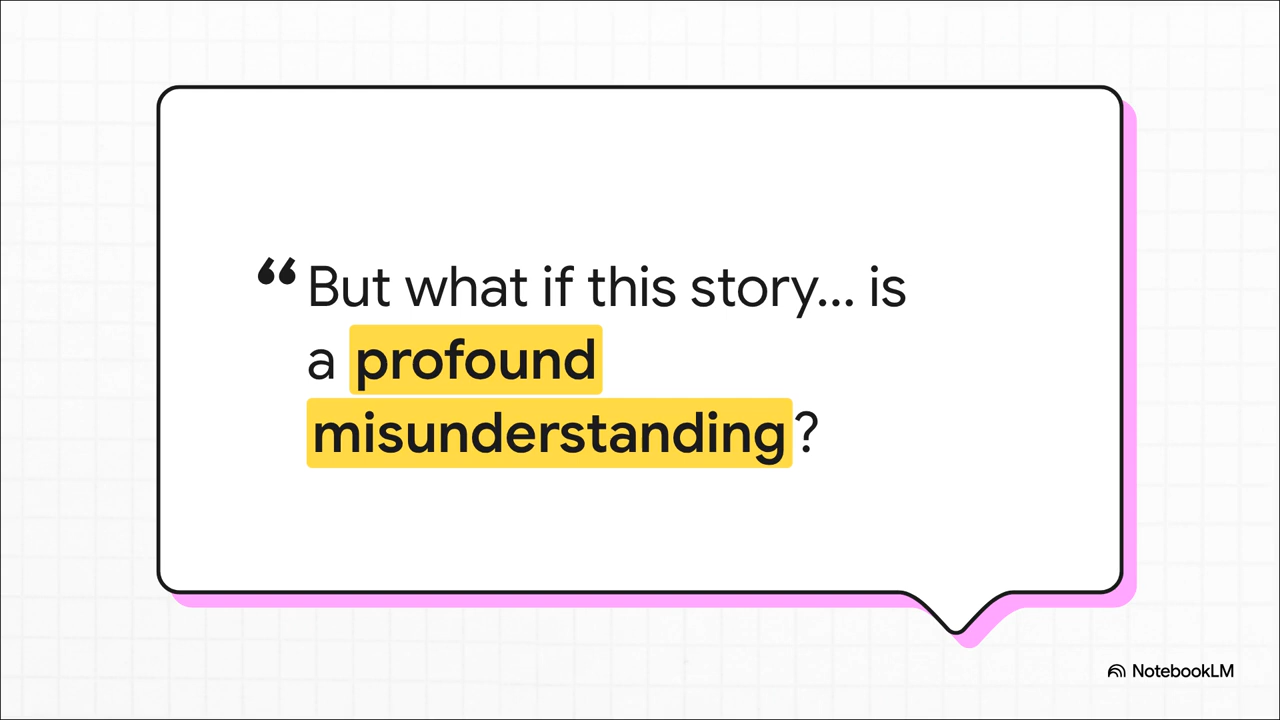 “But what if this story... is
a profound
misunderstanding?
NotebookLM